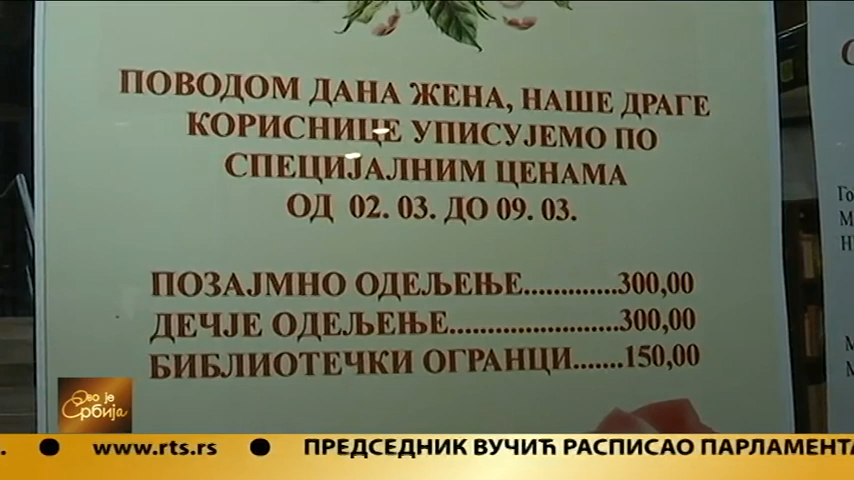 ПОВОДОМ ДАНА ЖЕНА, НАШЕ ДРАГЕ
КОРИСНИЦЕ УПИСУЈЕМО ПО
СПЕЦИЈАЛНИМ ЦЕНАМА
ОД 02. 03. ДО 09. 03.
ПОЗАЈМНО ОДЕЉЕЊЕ.............300,00
ДЕЧЈЕ ОДЕЉЕЊЕ........................300,00
БИБЛИОТЕЧКИ ОГРАНЦИ.......150,00
Ово је
Србија
. ● www.rts.rs ● ПРЕДСЕДНИК ВУЧИЋ РАСПИСАО ПАРЛАМЕНТА